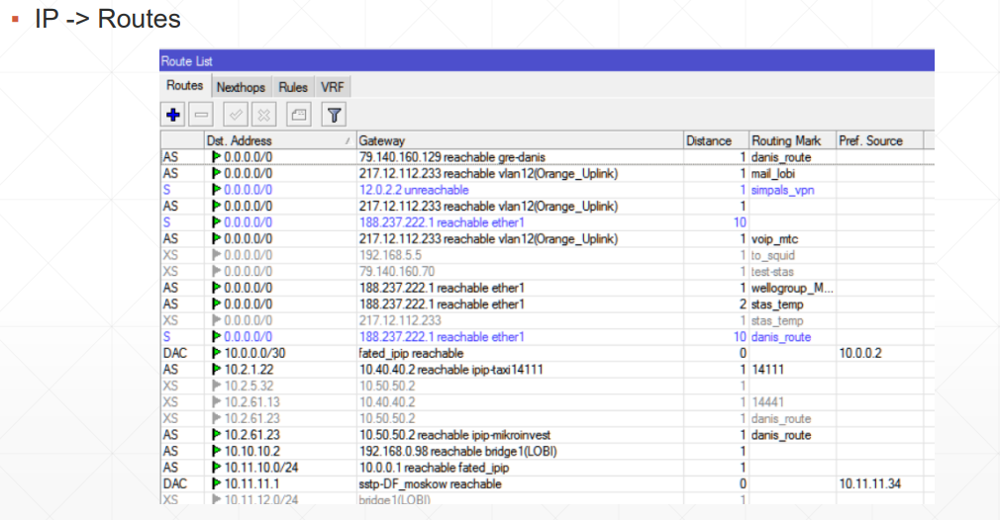 ▪ IP -> Routes
Route List
Routes Nexthops Rules VRF
Dst. Address / Gateway Distance Routing Mark Pref. Source
AS 0.0.0.0/0 79.140.160.129 reachable gre-danis 1 danis_route
AS 0.0.0.0/0 217.12.112.233 reachable vlan12(Orange_Uplink) 1 mail_lobi
S 0.0.0.0/0 12.0.2.2 unreachable 1 simpals_vpn
AS 0.0.0.0/0 217.12.112.233 reachable vlan12(Orange_Uplink) 1
S 0.0.0.0/0 188.237.222.1 reachable ether1 10
AS 0.0.0.0/0 217.12.112.233 reachable vlan12(Orange_Uplink) 1 voip_mtc
XS 0.0.0.0/0 192.168.5.5 1 to_squid
XS 0.0.0.0/0 79.140.160.70 1 test-stas
AS 0.0.0.0/0 188.237.222.1 reachable ether1 1 wellogroup_M...
AS 0.0.0.0/0 188.237.222.1 reachable ether1 2 stas_temp
XS 0.0.0.0/0 217.12.112.233 1 stas_temp
S 0.0.0.0/0 188.237.222.1 reachable ether1 10 danis_route
DAC 10.0.0.0/30 fated_ipip reachable 0 10.0.0.2
AS 10.2.1.22 10.40.40.2 reachable ipip-taxi14111 1 14111
XS 10.2.5.32 10.50.50.2 1
XS 10.2.61.13 10.40.40.2 1 14441
XS 10.2.61.23 10.50.50.2 1 danis_route
AS 10.2.61.23 10.50.50.2 reachable ipip-mikroinvest 1 danis_route
AS 10.10.10.2 192.168.0.98 reachable bridge1(LOBI) 1
AS 10.11.10.0/24 10.0.0.1 reachable fated_ipip 1
DAC 10.11.11.1 sstp-DF_moskow reachable 0 10.11.11.34
XS 10.11.12.0/24 bridge1(LOBI) 1